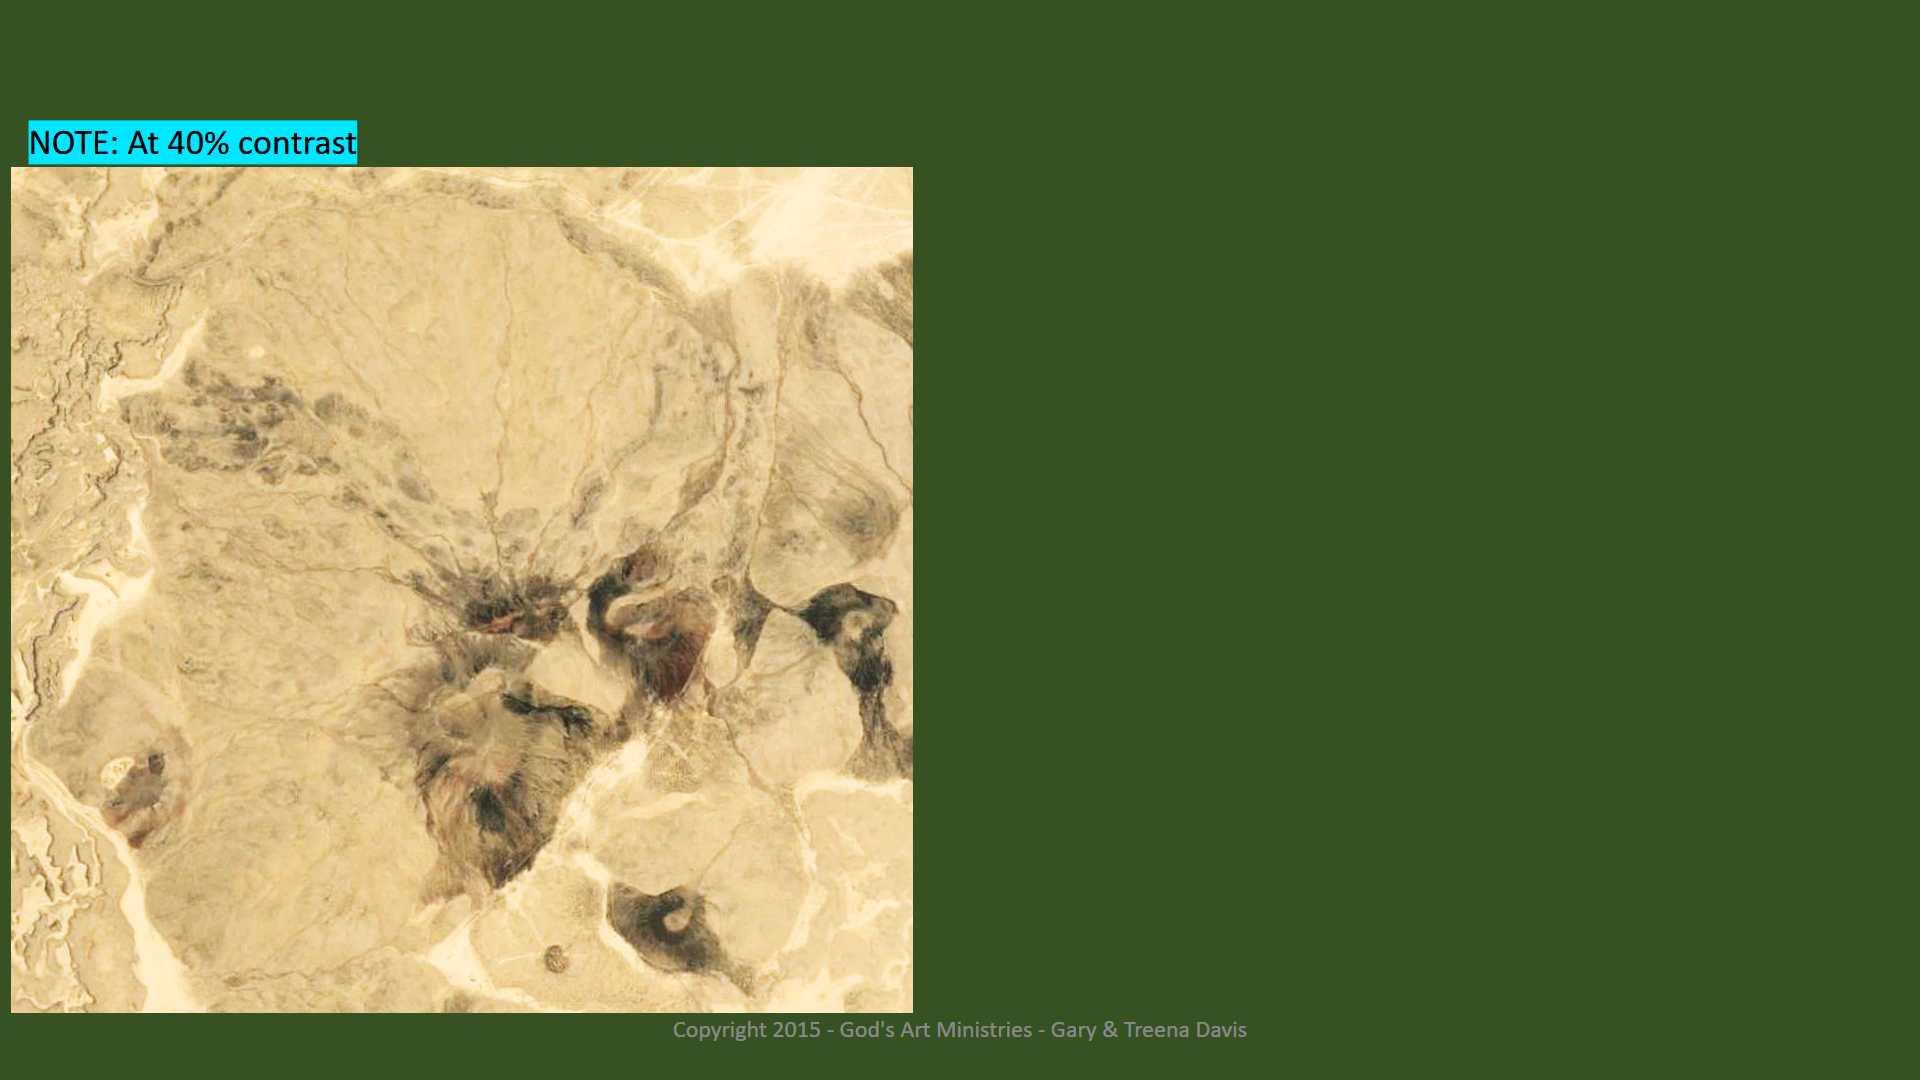 NOTE: At 40% contrast
Copyright 2015 - God's Art Ministries - Gary & Treena Davis